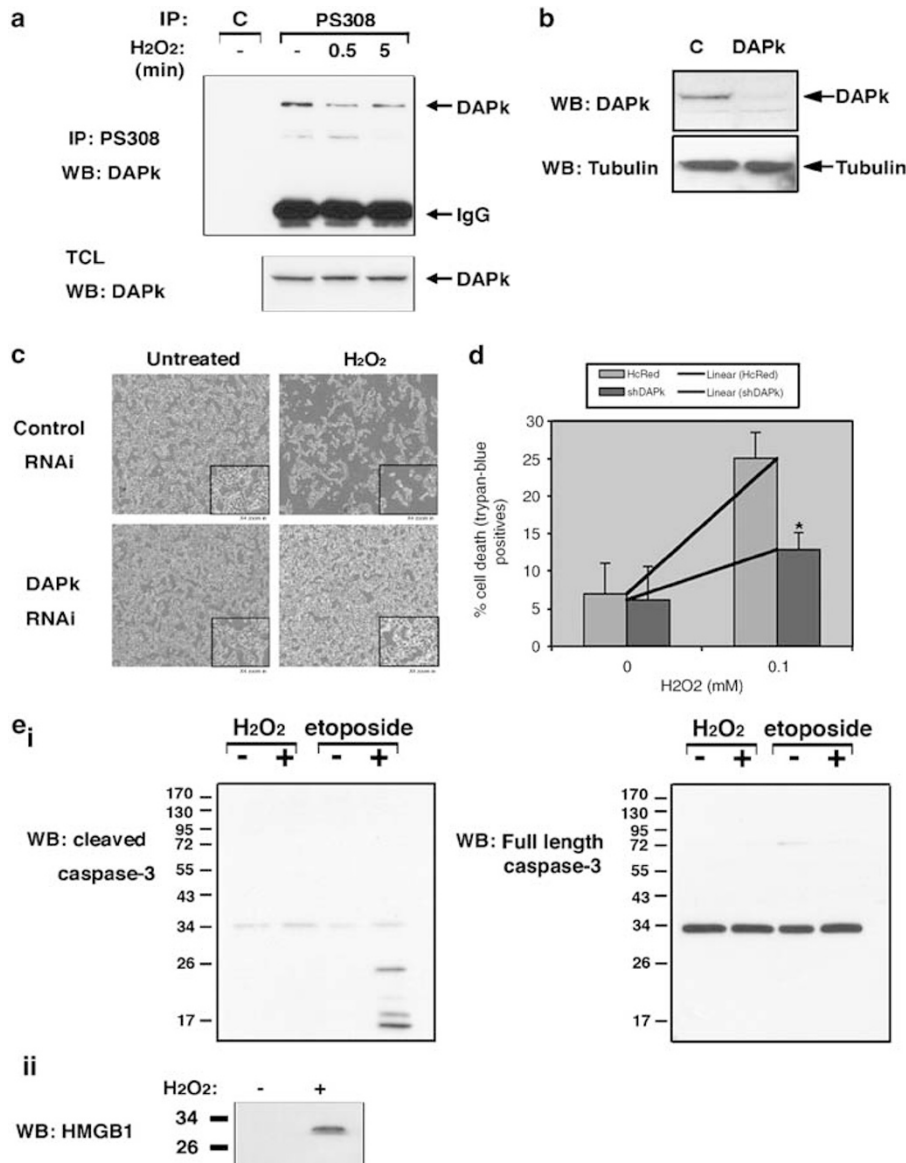 a
IP: C PS308
H2O2: - - 0.5 5
(min)
DAPk
IP: PS308
WB: DAPk
IgG
TCL
WB: DAPk
DAPk
b
C DAPk
WB: DAPk
DAPk
WB: Tubulin
Tubulin
c
Untreated H2O2
Control
RNAi
DAPk
RNAi
d
HcRed Linear (HcRed)
shDAPk Linear (shDAPk)
% cell death (trypan-blue
positives)
30
25
20
15
10
5
0
*
0 0.1
H2O2 (mM)
e i
H2O2 etoposide
- + - +
WB: cleaved
caspase-3
170
130
95
72
55
43
34
26
17
H2O2 etoposide
- + - +
WB: Full length
caspase-3
170
130
95
72
55
43
34
26
17
ii
H2O2: - +
WB: HMGB1
34
26